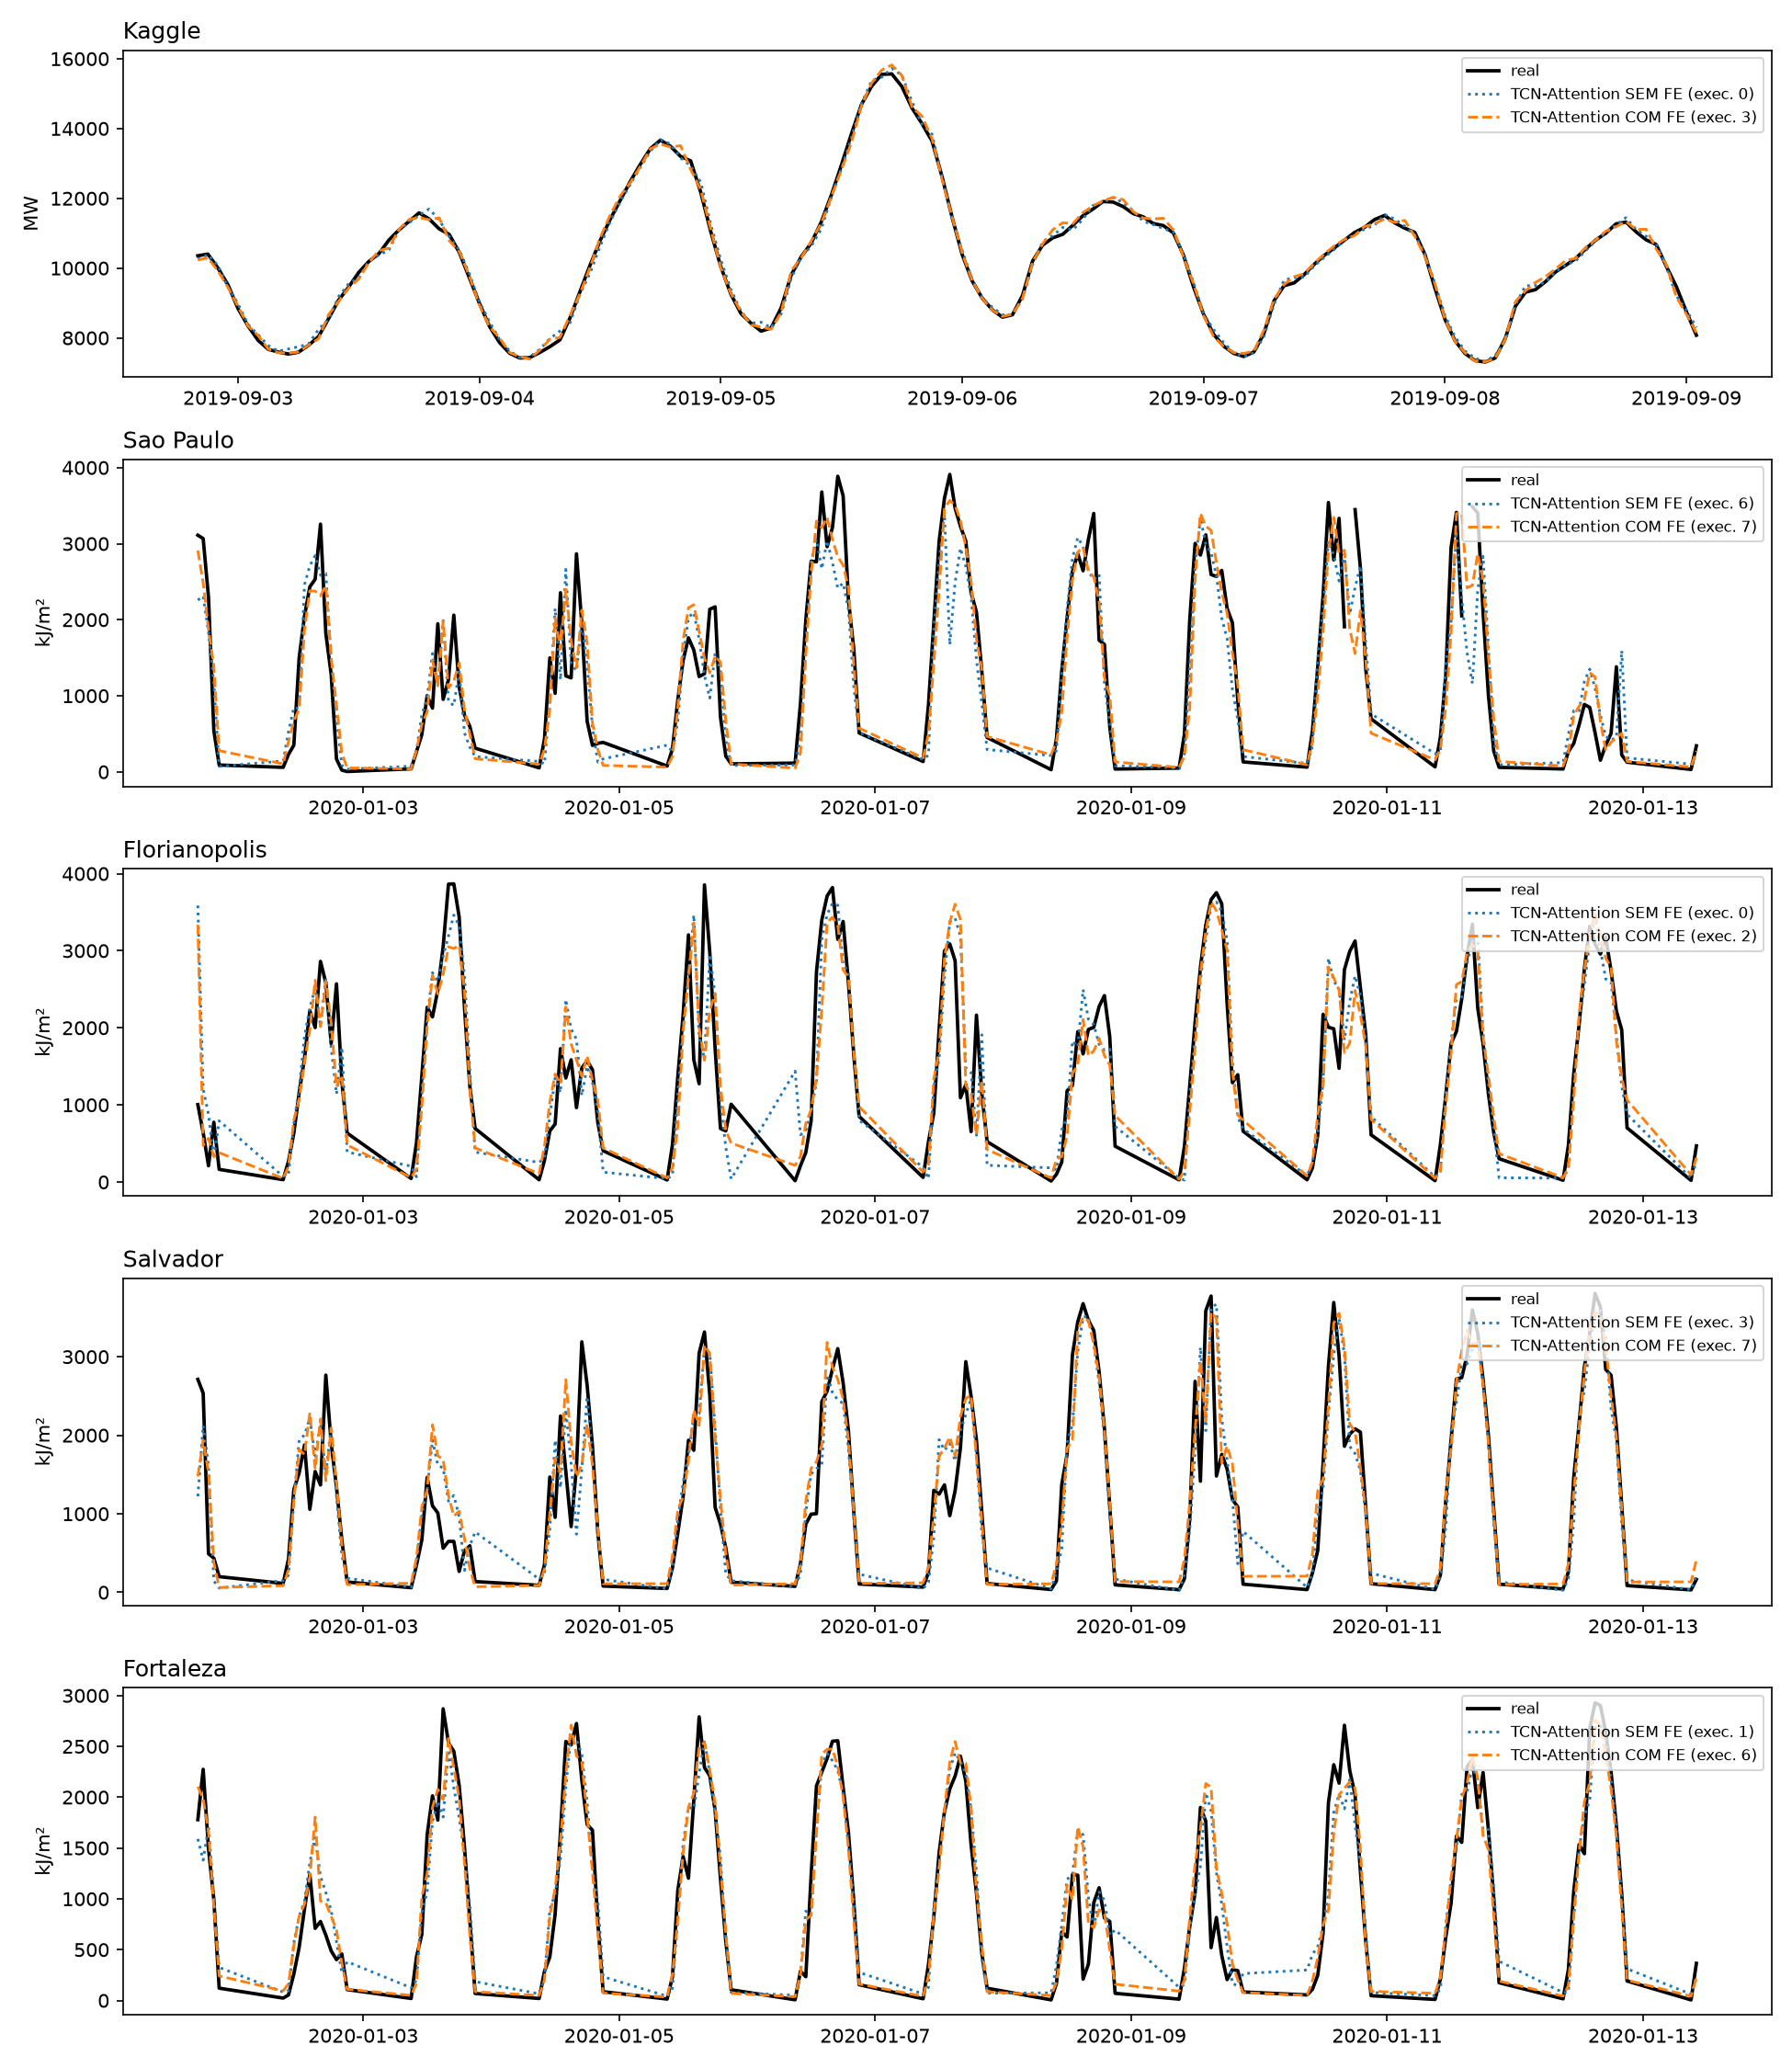 Kaggle
16000
14000
12000
10000
8000
MW
real
TCN-Attention SEM FE (exec. 0)
TCN-Attention COM FE (exec. 3)
2019-09-03 2019-09-04 2019-09-05 2019-09-06 2019-09-07 2019-09-08 2019-09-09
Sao Paulo
4000
3000
2000
1000
0
kJ/m²
real
TCN-Attention SEM FE (exec. 6)
TCN-Attention COM FE (exec. 7)
2020-01-03 2020-01-05 2020-01-07 2020-01-09 2020-01-11 2020-01-13
Florianopolis
4000
3000
2000
1000
0
kJ/m²
real
TCN-Attention SEM FE (exec. 0)
TCN-Attention COM FE (exec. 2)
2020-01-03 2020-01-05 2020-01-07 2020-01-09 2020-01-11 2020-01-13
Salvador
3000
2000
1000
0
kJ/m²
real
TCN-Attention SEM FE (exec. 3)
TCN-Attention COM FE (exec. 7)
2020-01-03 2020-01-05 2020-01-07 2020-01-09 2020-01-11 2020-01-13
Fortaleza
3000
2500
2000
1500
1000
500
0
kJ/m²
real
TCN-Attention SEM FE (exec. 1)
TCN-Attention COM FE (exec. 6)
2020-01-03 2020-01-05 2020-01-07 2020-01-09 2020-01-11 2020-01-13